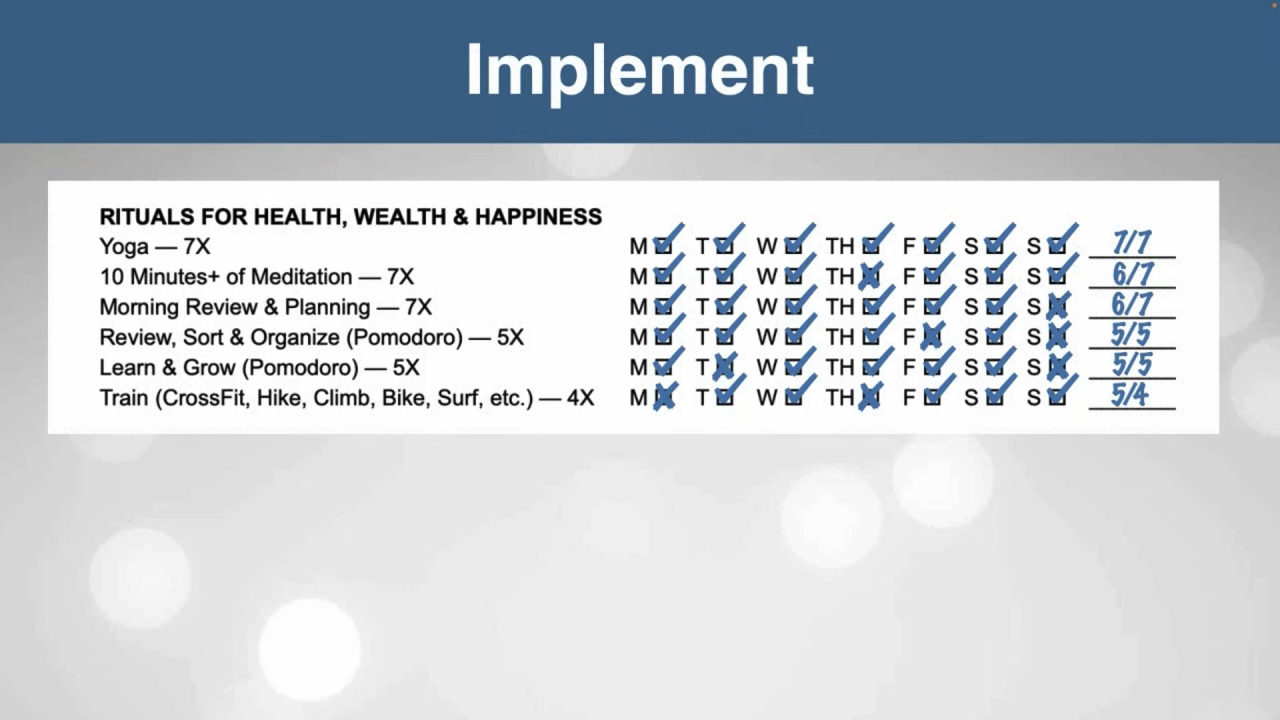 Implement
RITUALS FOR HEALTH, WEALTH & HAPPINESS
Yoga — 7X M T W TH F S S 7/7
10 Minutes+ of Meditation — 7X M T W TH F S S 6/7
Morning Review & Planning — 7X M T W TH F S S 6/7
Review, Sort & Organize (Pomodoro) — 5X M T W TH F S S 5/5
Learn & Grow (Pomodoro) — 5X M T W TH F S S 5/5
Train (CrossFit, Hike, Climb, Bike, Surf, etc.) — 4X M T W TH F S S 5/4